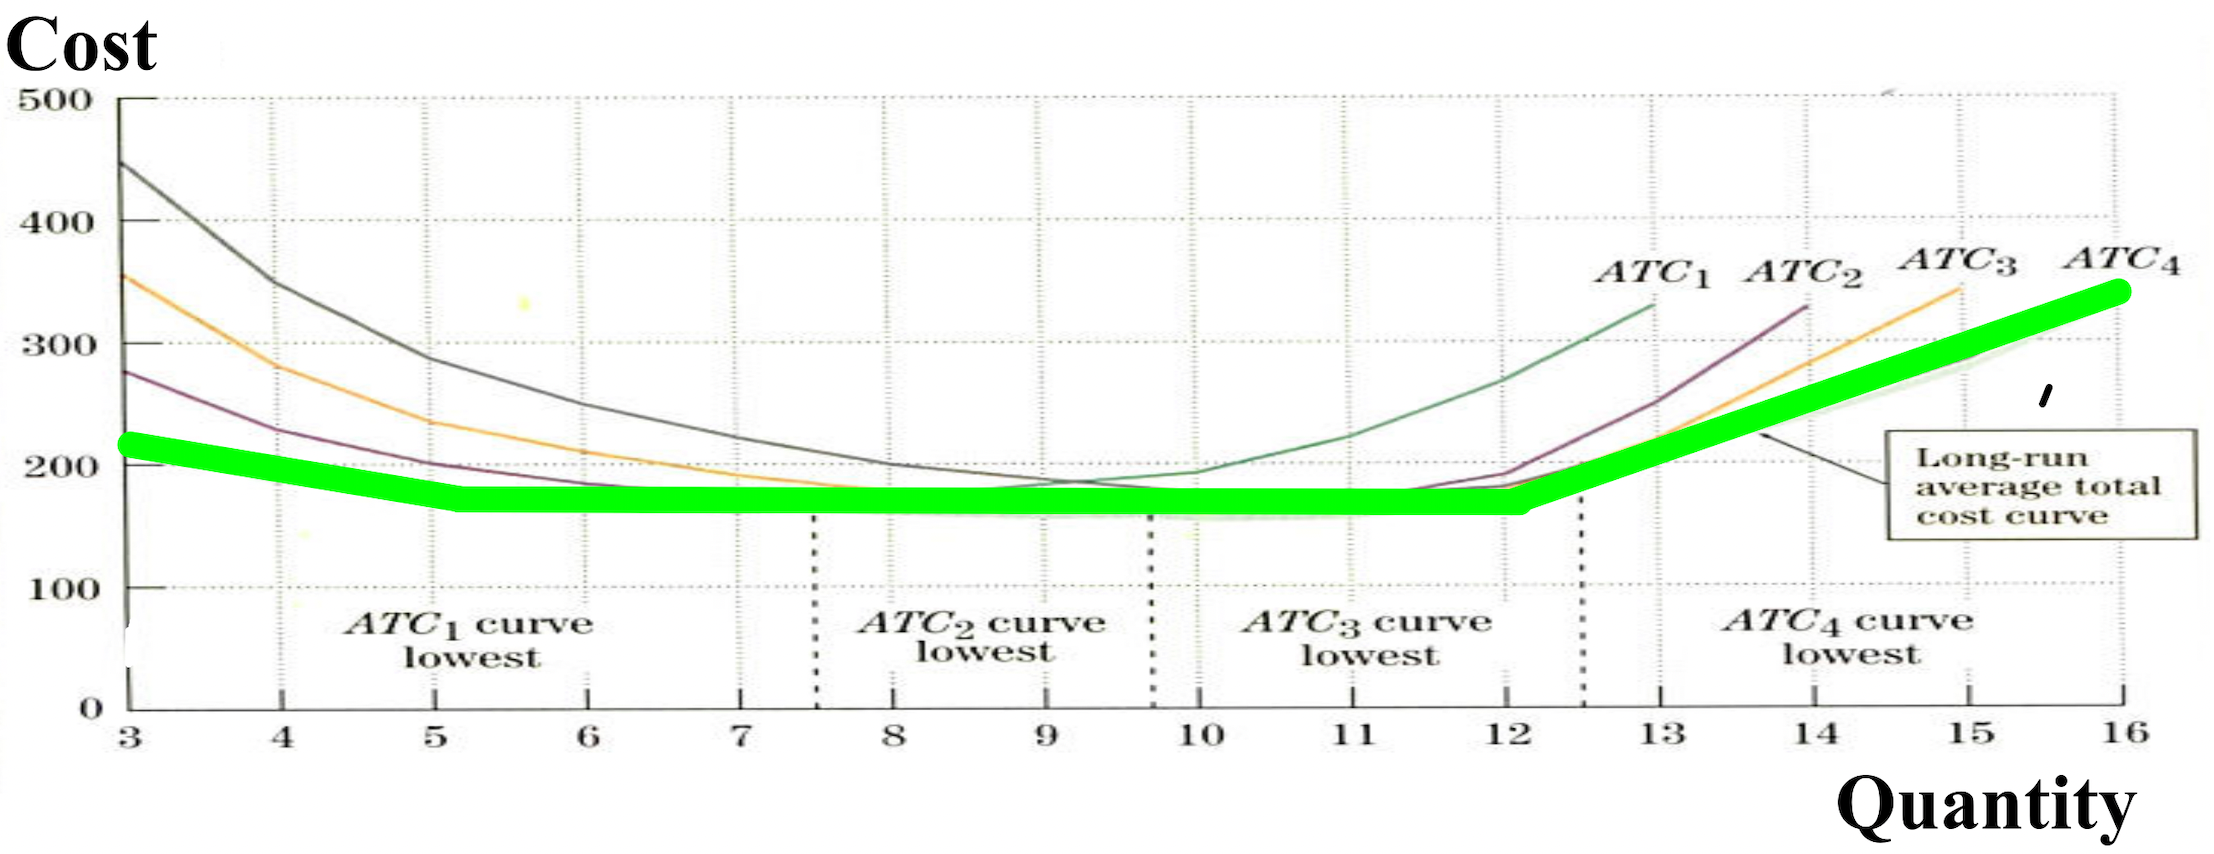 Cost
500
400
300
200
100
0
ATC₁ ATC₂ ATC₃ ATC₄
Long-run
average total
cost curve
ATC₁ curve
lowest
ATC₂ curve
lowest
ATC₃ curve
lowest
ATC₄ curve
lowest
3 4 5 6 7 8 9 10 11 12 13 14 15 16
Quantity